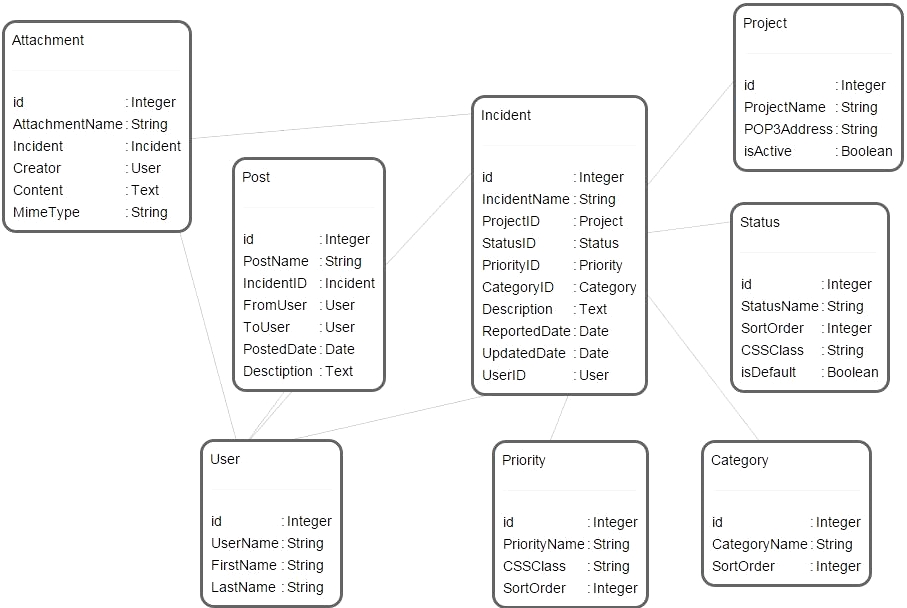 Attachment
id : Integer
AttachmentName : String
Incident : Incident
Creator : User
Content : Text
MimeType : String
Post
id : Integer
PostName : String
IncidentID : Incident
FromUser : User
ToUser : User
PostedDate : Date
Desctiption : Text
Incident
id : Integer
IncidentName : String
ProjectID : Project
StatusID : Status
PriorityID : Priority
CategoryID : Category
Description : Text
ReportedDate : Date
UpdatedDate : Date
UserID : User
Project
id : Integer
ProjectName : String
POP3Address : String
isActive : Boolean
Status
id : Integer
StatusName : String
SortOrder : Integer
CSSClass : String
isDefault : Boolean
User
id : Integer
UserName : String
FirstName : String
LastName : String
Priority
id : Integer
PriorityName : String
CSSClass : String
SortOrder : Integer
Category
id : Integer
CategoryName : String
SortOrder : Integer